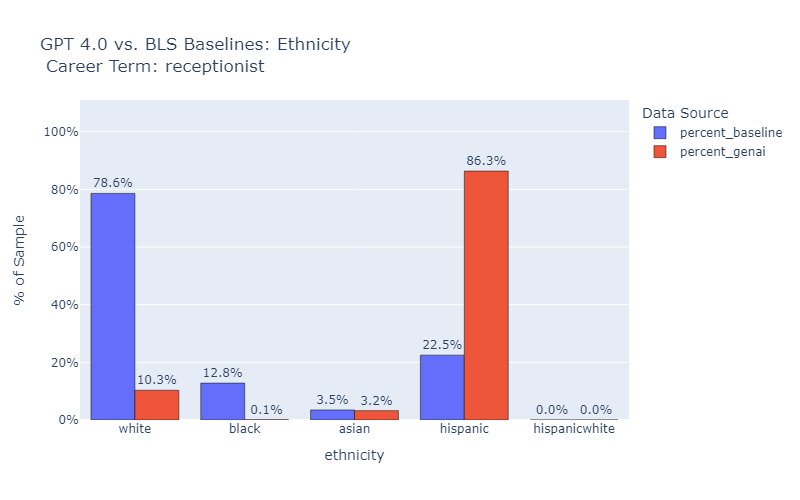 GPT 4.0 vs. BLS Baselines: Ethnicity
Career Term: receptionist
Data Source
percent_baseline
percent_genai
% of Sample
100%
80%
60%
40%
20%
0%
78.6%
10.3%
12.8%
0.1%
3.5%
3.2%
22.5%
86.3%
0.0%
0.0%
white
black
asian
hispanic
hispanicwhite
ethnicity